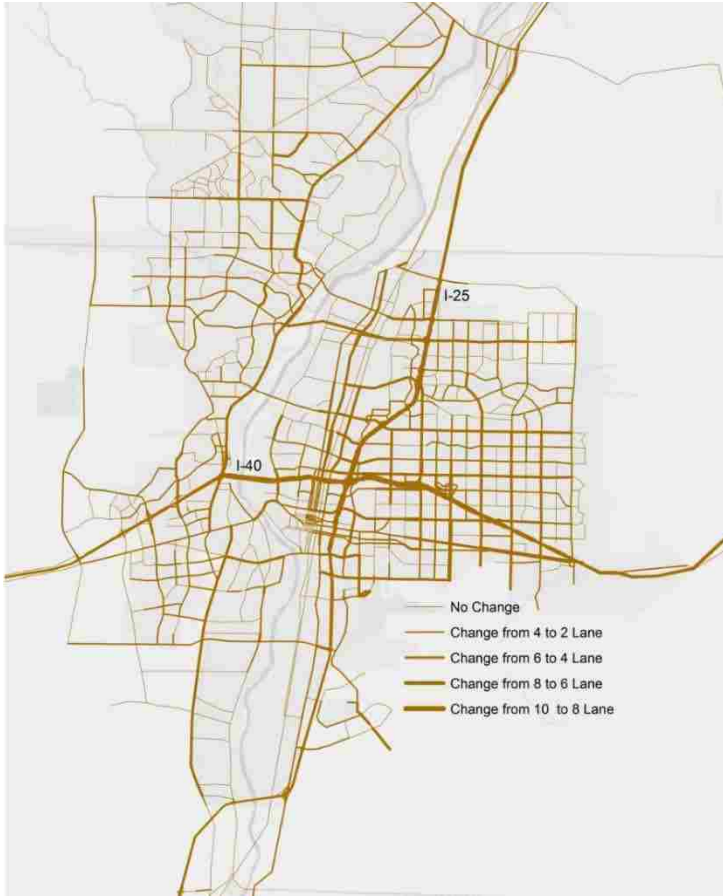 I-25
I-40
No Change
Change from 4 to 2 Lane
Change from 6 to 4 Lane
Change from 8 to 6 Lane
Change from 10 to 8 Lane